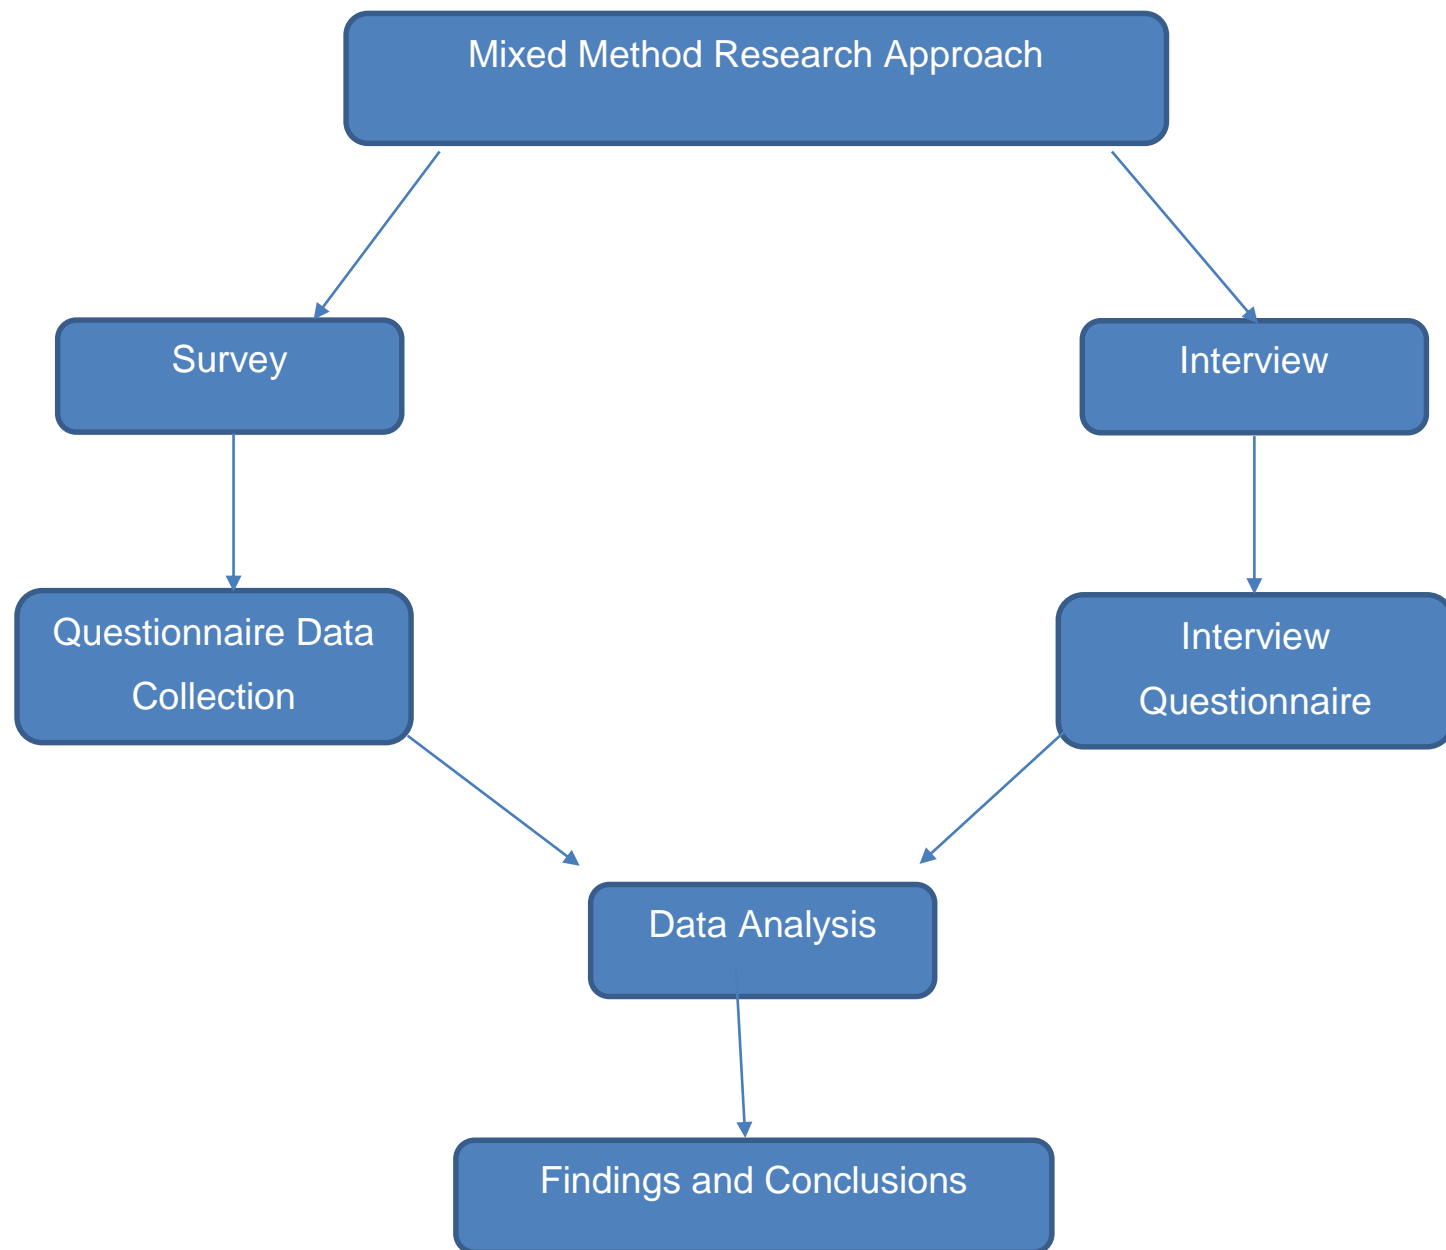 Mixed Method Research Approach
Survey
Interview
Questionnaire Data
Collection
Interview
Questionnaire
Data Analysis
Findings and Conclusions